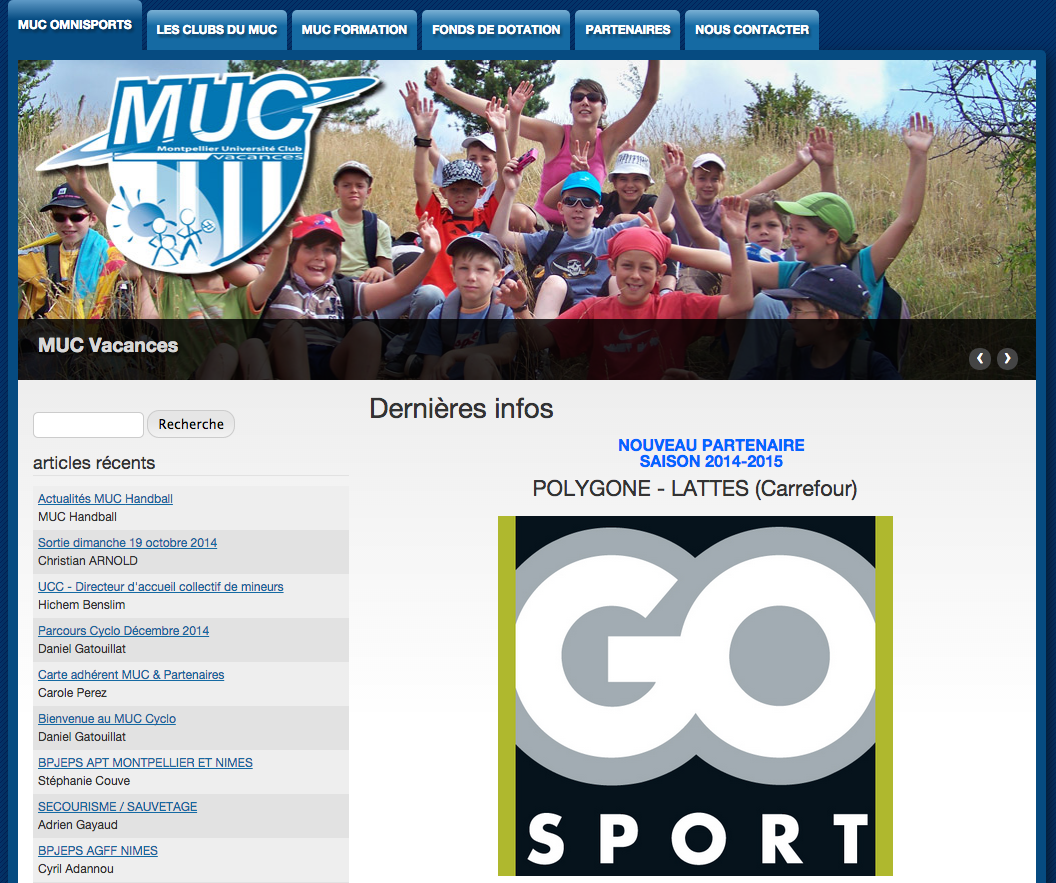 MUC OMNISPORTS
LES CLUBS DU MUC
MUC FORMATION
FONDS DE DOTATION
PARTENAIRES
NOUS CONTACTER
MUC
Montpellier Université Club
vacances
MUC Vacances
Recherche
articles récents
Actualités MUC Handball
MUC Handball
Sortie dimanche 19 octobre 2014
Christian ARNOLD
UCC - Directeur d'accueil collectif de mineurs
Hichem Benslim
Parcours Cyclo Décembre 2014
Daniel Gatouillat
Carte adhérent MUC & Partenaires
Carole Perez
Bienvenue au MUC Cyclo
Daniel Gatouillat
BPJEPS APT MONTPELLIER ET NIMES
Stéphanie Couve
SECOURISME / SAUVETAGE
Adrien Gayaud
BPJEPS AGFF NIMES
Cyril Adannou
Dernières infos
NOUVEAU PARTENAIRE
SAISON 2014-2015
POLYGONE - LATTES (Carrefour)
GO
SPORT